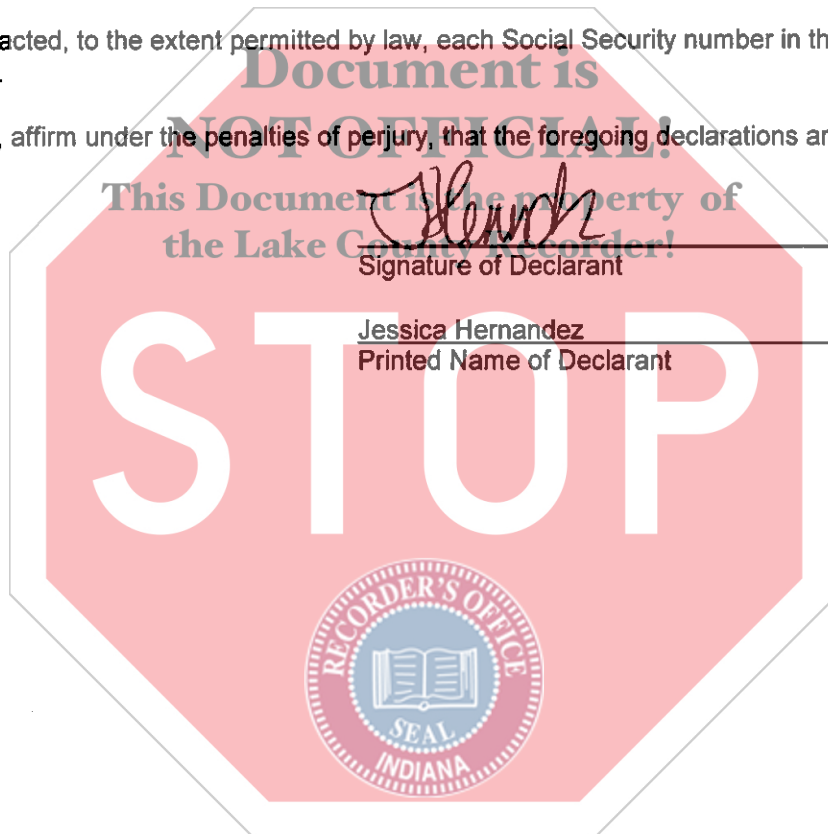 acted, to the extent permitted by law, each Social Security number in th
Document is
, affirm under the penalties of perjury, that the foregoing declarations ar
NOT OFFICIAL!
This Document is the property of
the Lake County Recorder!
Signature of Declarant
Jessica Hernandez
Printed Name of Declarant
STOP
RECORDER'S OFFICE
SEAL
INDIANA